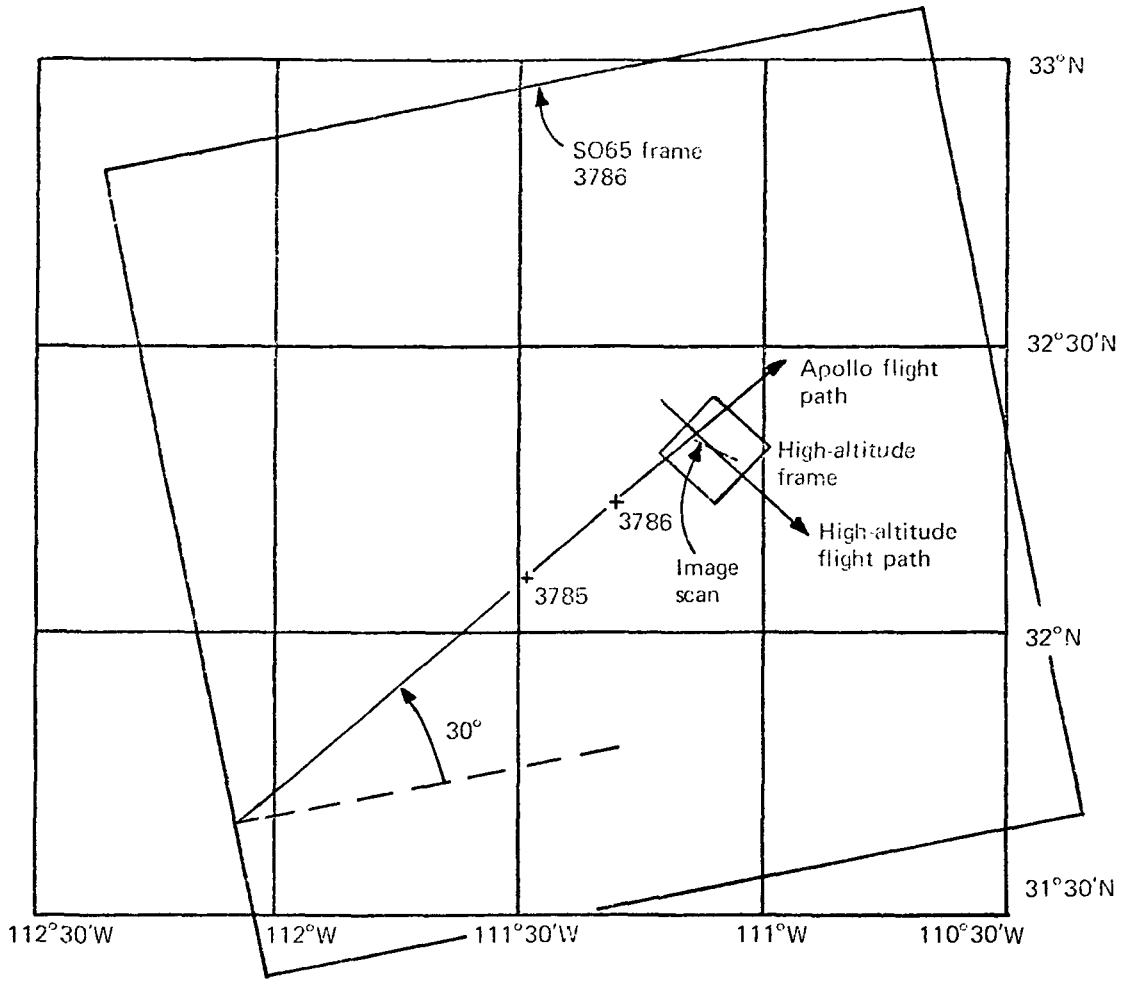 33°N
SO65 frame
3786
32°30'N
Apollo flight
path
High-altitude
frame
3786
High-altitude
flight path
Image
scan
3785
32°N
30°
31°30'N
112°30'W
112°W
111°30'W
111°W
110°30'W